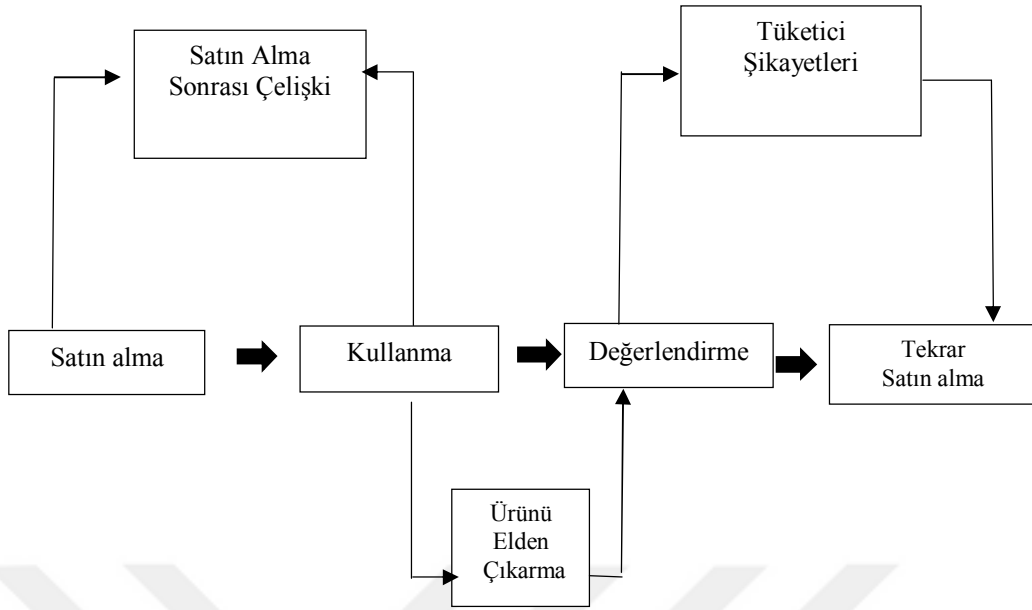 Satın Alma
Sonrası Çelişki
Tüketici
Şikayetleri
Satın alma
Kullanma
Değerlendirme
Tekrar
Satın alma
Ürünü
Elden
Çıkarma